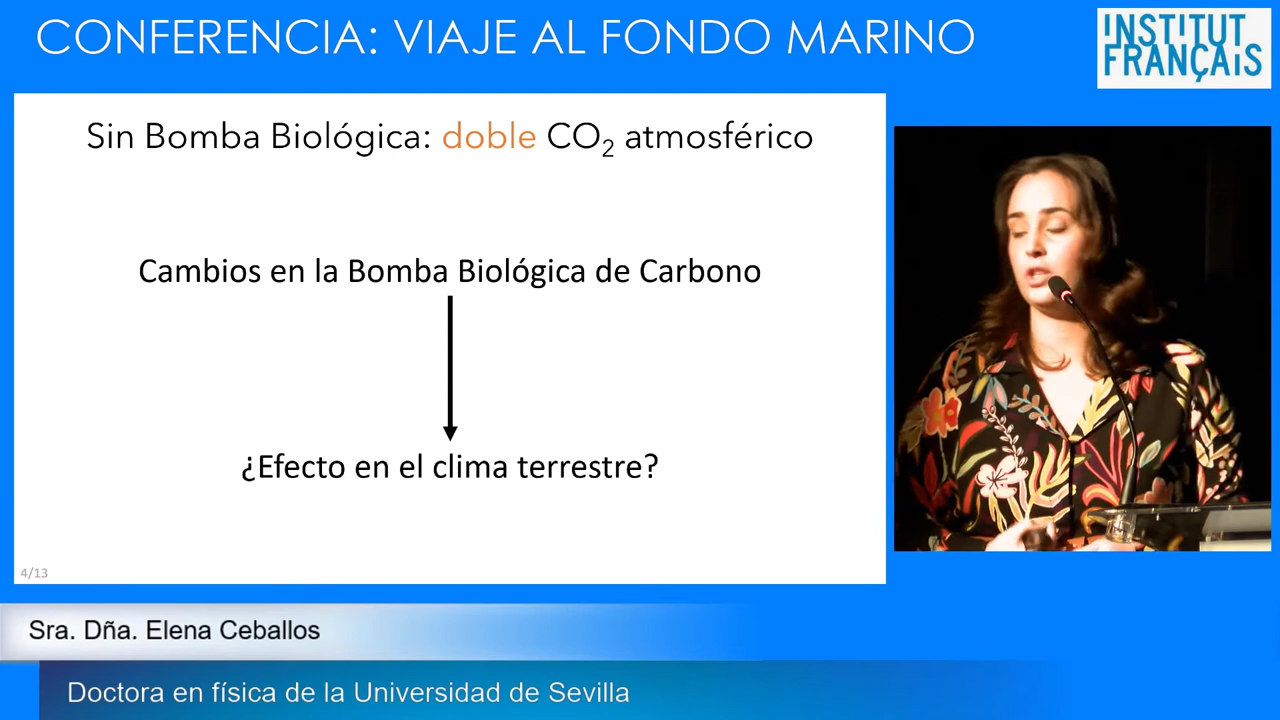 CONFERENCIA: VIAJE AL FONDO MARINO
INSTITUT
FRANÇAIS
Sin Bomba Biológica: doble CO₂ atmosférico
Cambios en la Bomba Biológica de Carbono
¿Efecto en el clima terrestre?
4/13
Sra. Dña. Elena Ceballos
Doctora en física de la Universidad de Sevilla